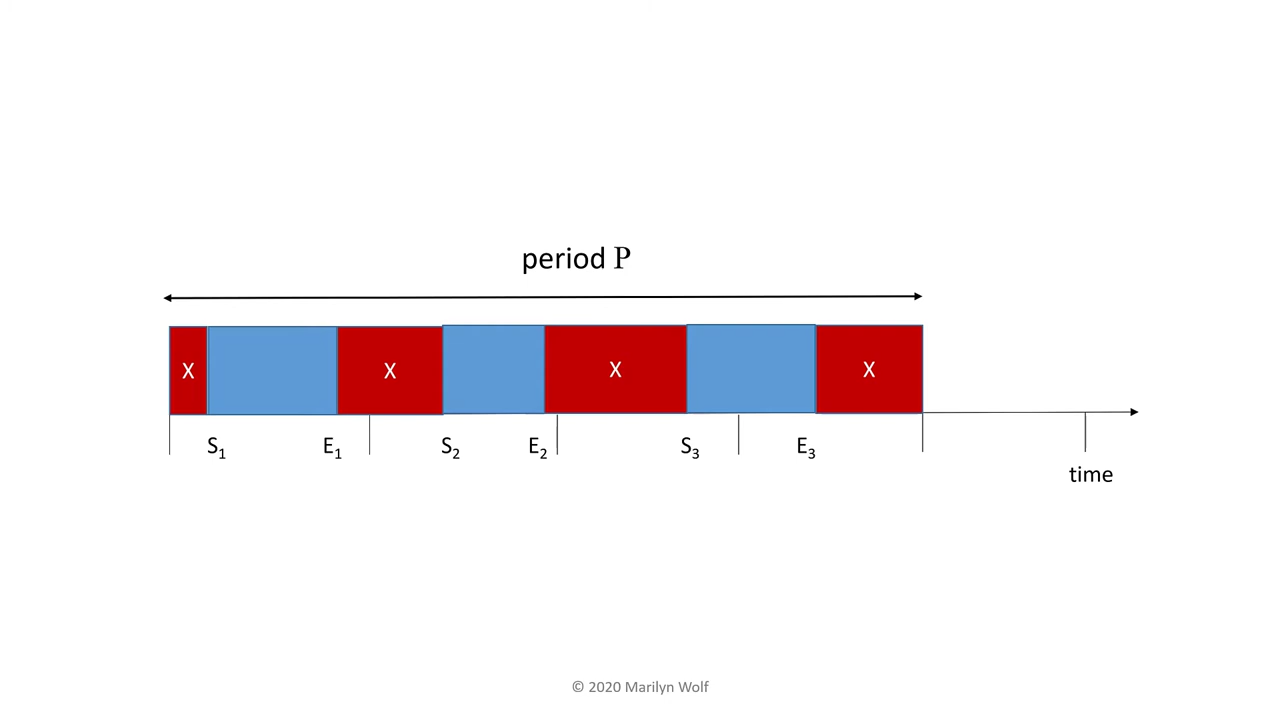 period P
X X X X
S1 E1 S2 E2 S3 E3
time
© 2020 Marilyn Wolf